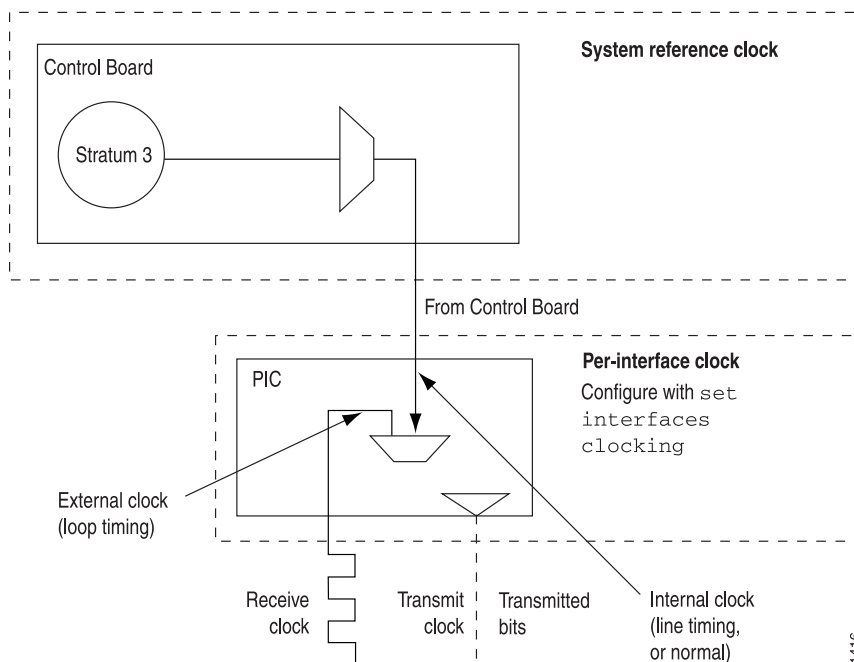 System reference clock
Control Board
Stratum 3
From Control Board
Per-interface clock
PIC
Configure with set
interfaces
clocking
External clock
(loop timing)
Receive
clock
Transmit
clock
Transmitted
bits
Internal clock
(line timing,
or normal)